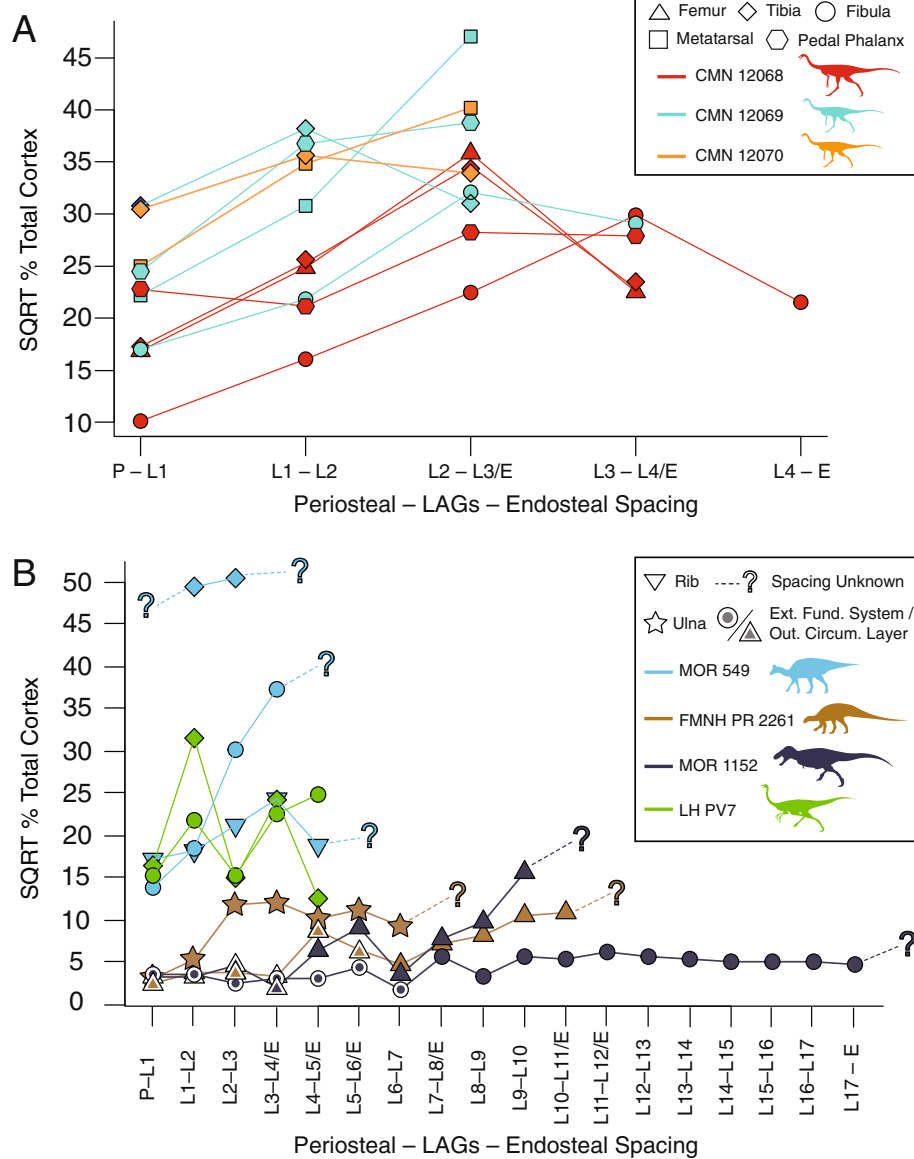 A
Femur Tibia Fibula
Metatarsal Pedal Phalanx
CMN 12068
CMN 12069
CMN 12070
SQRT % Total Cortex
45
40
35
30
25
20
15
10
P – L1 L1 – L2 L2 – L3/E L3 – L4/E L4 – E
Periosteal – LAGs – Endosteal Spacing
B
Rib ? Spacing Unknown
Ulna / Ext. Fund. System /
Out. Circum. Layer
MOR 549
FMNH PR 2261
MOR 1152
LH PV7
SQRT % Total Cortex
50
45
40
35
30
25
20
15
10
5
0
? ?
?
?
?
? ?
?
P–L1
L1–L2
L2–L3
L3–L4/E
L4–L5/E
L5–L6/E
L6–L7
L7–L8/E
L8–L9
L9–L10
L10–L11/E
L11–L12/E
L12–L13
L13–L14
L14–L15
L15–L16
L16–L17
L17 – E
Periosteal – LAGs – Endosteal Spacing